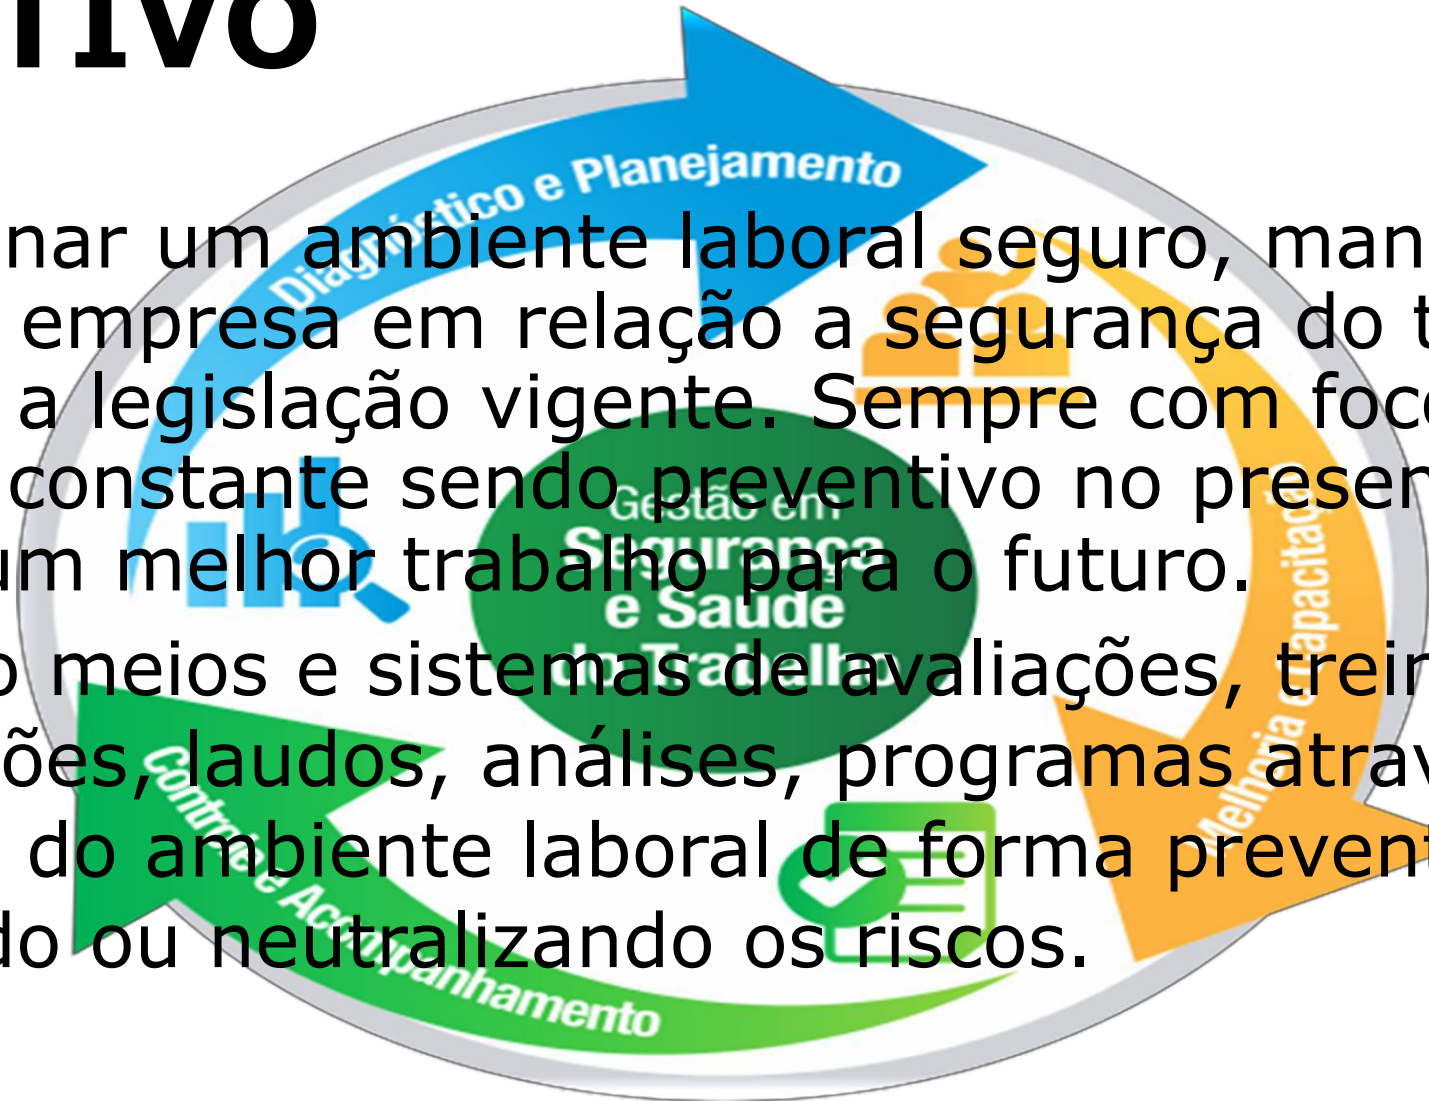 TIVO
Diagnóstico e Planejamento
nar um ambiente laboral seguro, man
empresa em relação a segurança do t
a legislação vigente. Sempre com foco
constante sendo preventivo no presen
um melhor trabalho para o futuro.
Gestão em
Segurança
e Saúde
do Trabalho
Melhoria e Capacitação
o meios e sistemas de avaliações, trein
ões, laudos, análises, programas atrav
do ambiente laboral de forma prevent
do ou neutralizando os riscos.
Controle e Acompanhamento